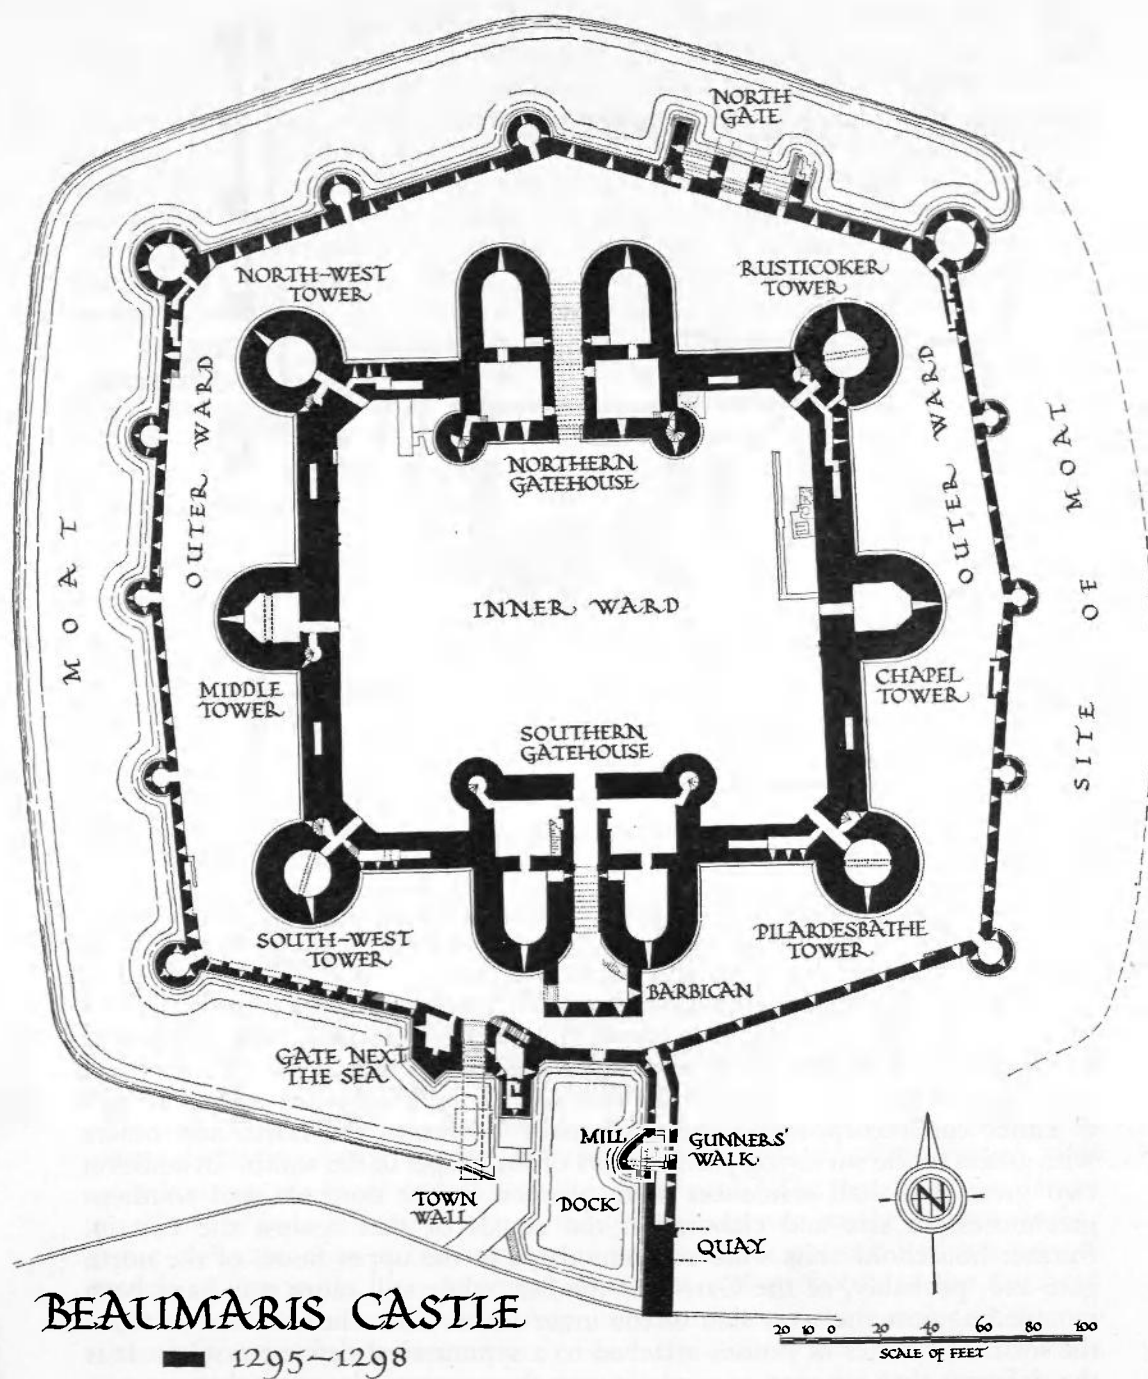 NORTH
GATE
NORTH-WEST
TOWER
RUSTICOKER
TOWER
OUTER WARD
OUTER WARD
MOAT
SITE OF MOAT
NORTHERN
GATEHOUSE
INNER WARD
MIDDLE
TOWER
CHAPEL
TOWER
SOUTHERN
GATEHOUSE
SOUTH-WEST
TOWER
PILARDESBATHE
TOWER
BARBICAN
GATE NEXT
THE SEA
MILL
GUNNERS'
WALK
TOWN
WALL
DOCK
QUAY
N
BEAUMARIS CASTLE
1295-1298
20 10 0 20 40 60 80 100
SCALE OF FEET